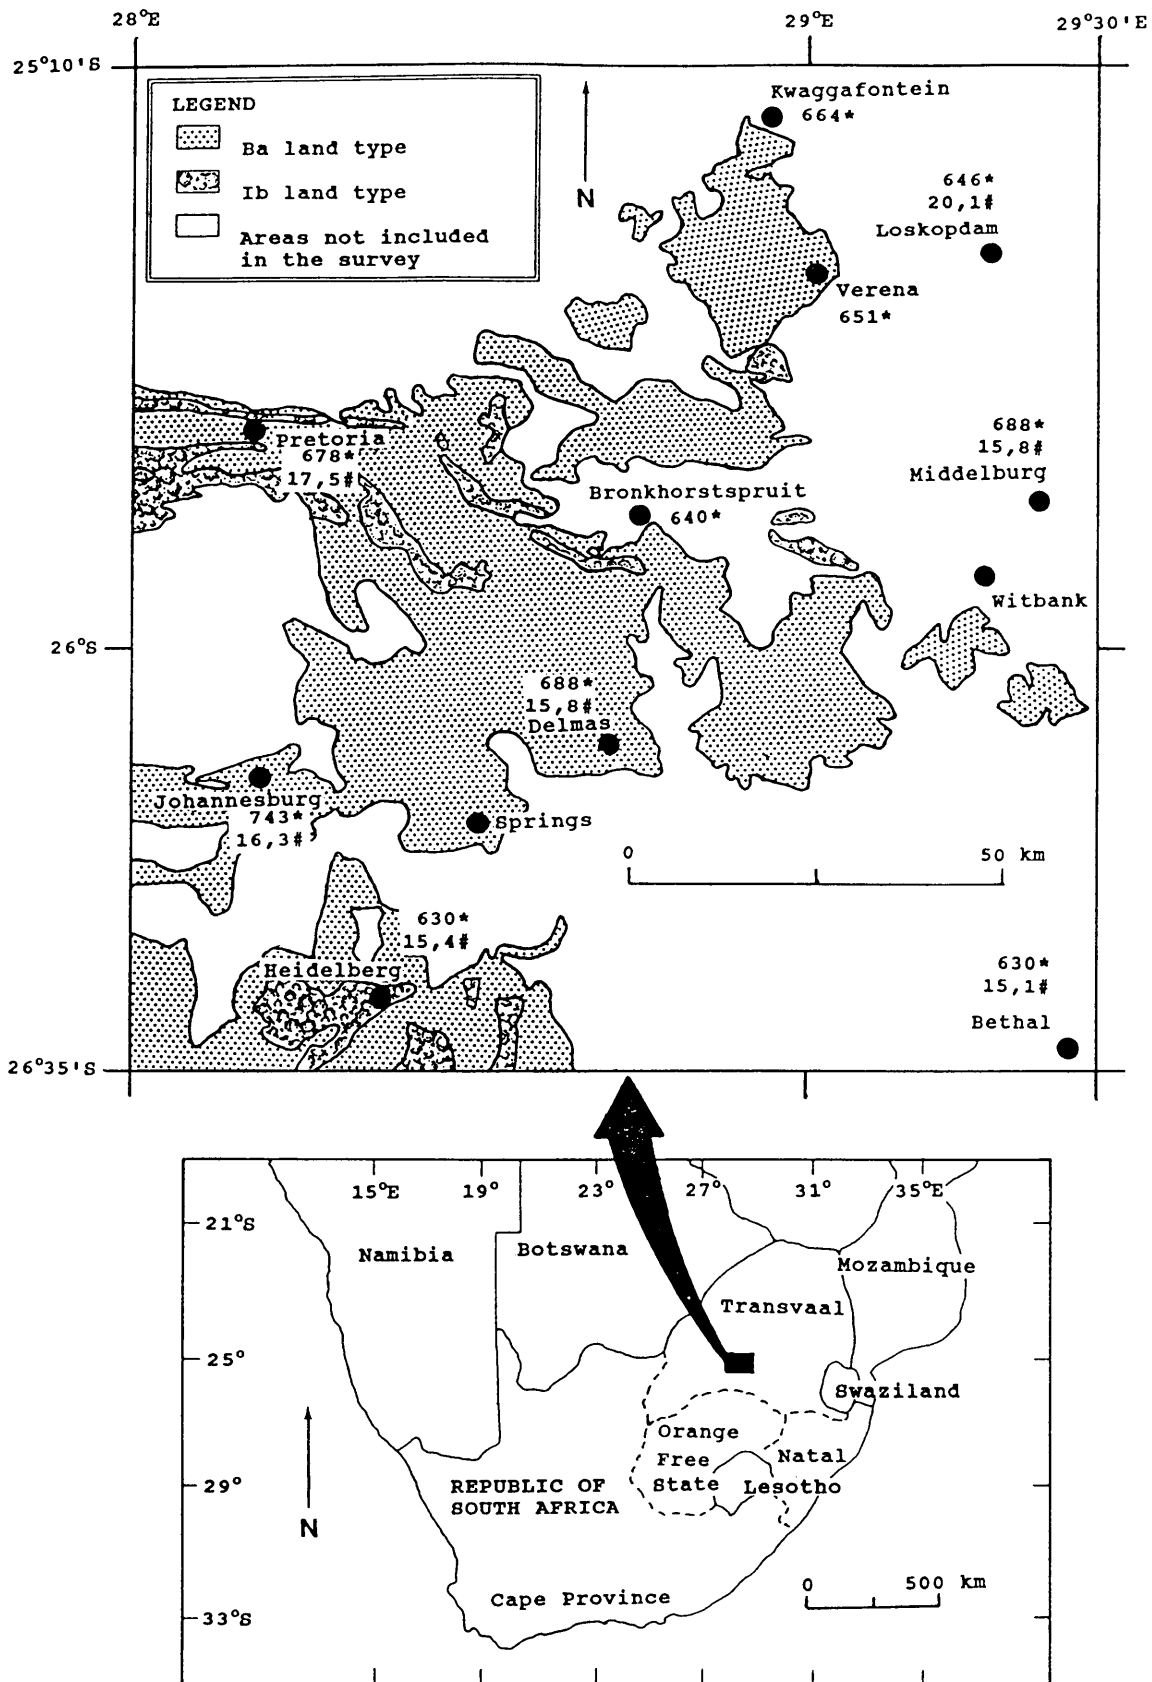 28°E
29°E
29°30'E
25°10'S
LEGEND
Ba land type
Ib land type
Areas not included
in the survey
N
Kwaggafontein
664*
646*
20,1#
Loskopdam
Verena
651*
Pretoria
678*
17,5#
688*
15,8#
Middelburg
Bronkhorstspruit
640*
Witbank
26°S
688*
15,8#
Delmas
Johannesburg
743*
16,3#
Springs
0
50 km
630*
15,4#
Heidelberg
630*
15,1#
Bethal
26°35'S
15°E
19°
23°
27°
31°
35°E
21°S
Namibia
Botswana
Mozambique
Transvaal
25°
Swaziland
Orange
Free
State
Natal
Lesotho
29°
REPUBLIC OF
SOUTH AFRICA
N
0
500 km
Cape Province
33°S